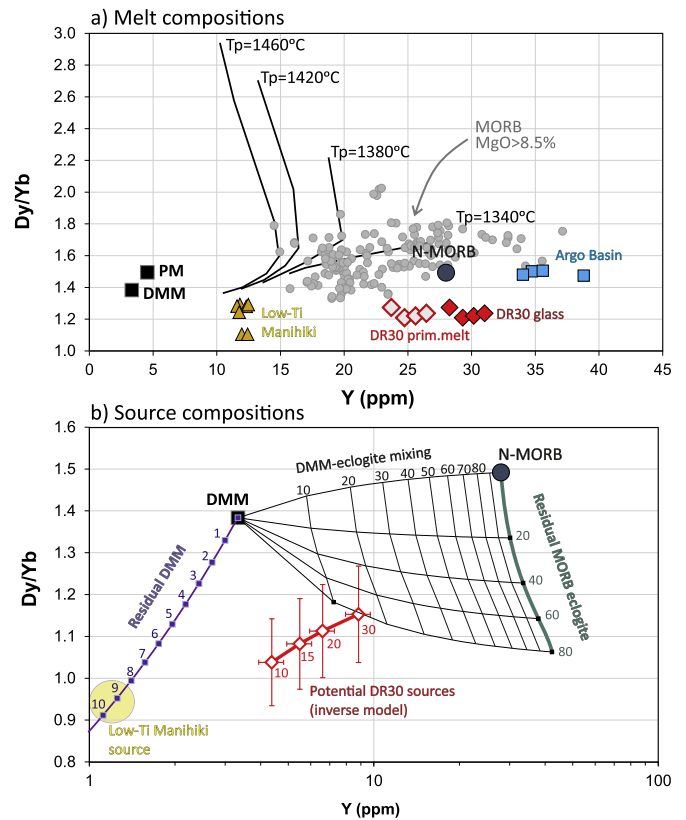 a) Melt compositions
3.0
2.8
2.6
2.4
2.2
2.0
1.8
1.6
1.4
1.2
1.0
Dy/Yb
Tp=1460ºC
Tp=1420ºC
Tp=1380ºC
MORB
MgO>8.5%
Tp=1340ºC
N-MORB
Argo Basin
PM
DMM
Low-Ti
Manihiki
DR30 prim.melt
DR30 glass
0
5
10
15
20
25
30
35
40
45
Y (ppm)
b) Source compositions
1.6
1.5
1.4
1.3
1.2
1.1
1.0
0.9
0.8
Dy/Yb
DMM-eclogite mixing
N-MORB
10
20
30
40
50
60
70
80
DMM
Residual DMM
1
2
3
4
5
6
7
8
9
10
Low-Ti Manihiki
source
20
40
60
80
Residual MORB
eclogite
10
15
20
30
Potential DR30 sources
(inverse model)
1
10
100
Y (ppm)